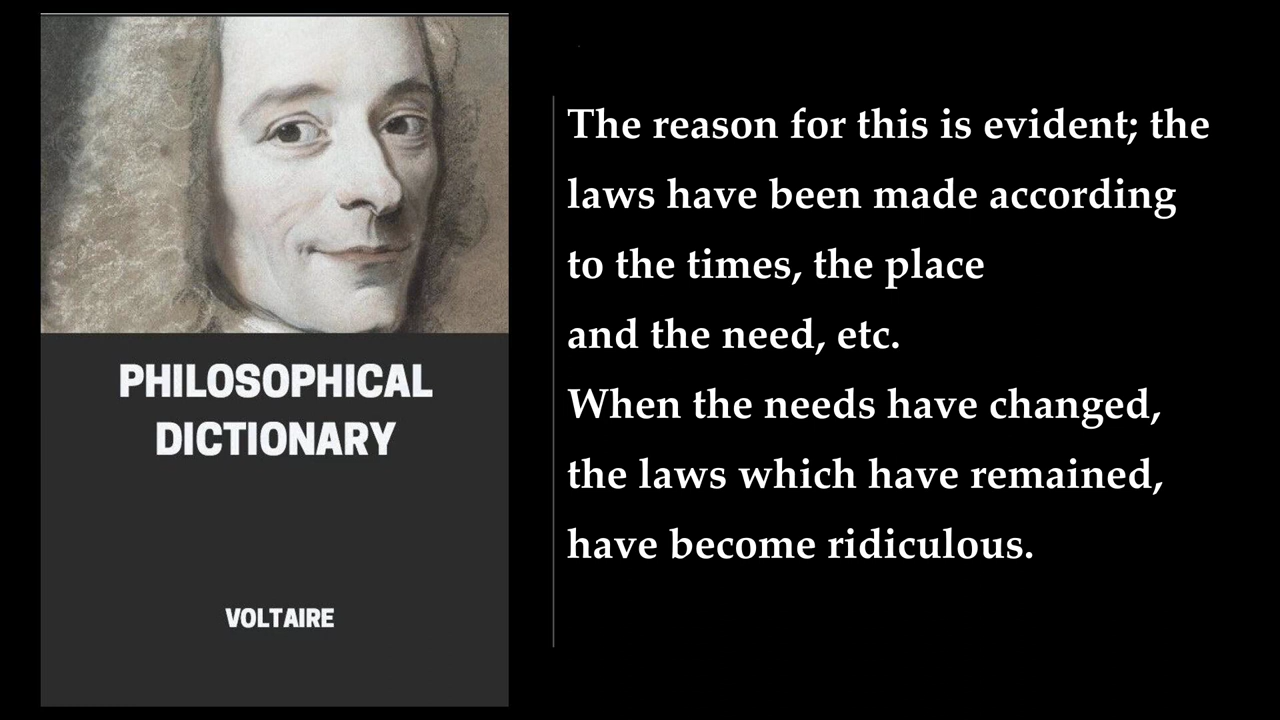 PHILOSOPHICAL
DICTIONARY
VOLTAIRE
The reason for this is evident; the
laws have been made according
to the times, the place
and the need, etc.
When the needs have changed,
the laws which have remained,
have become ridiculous.